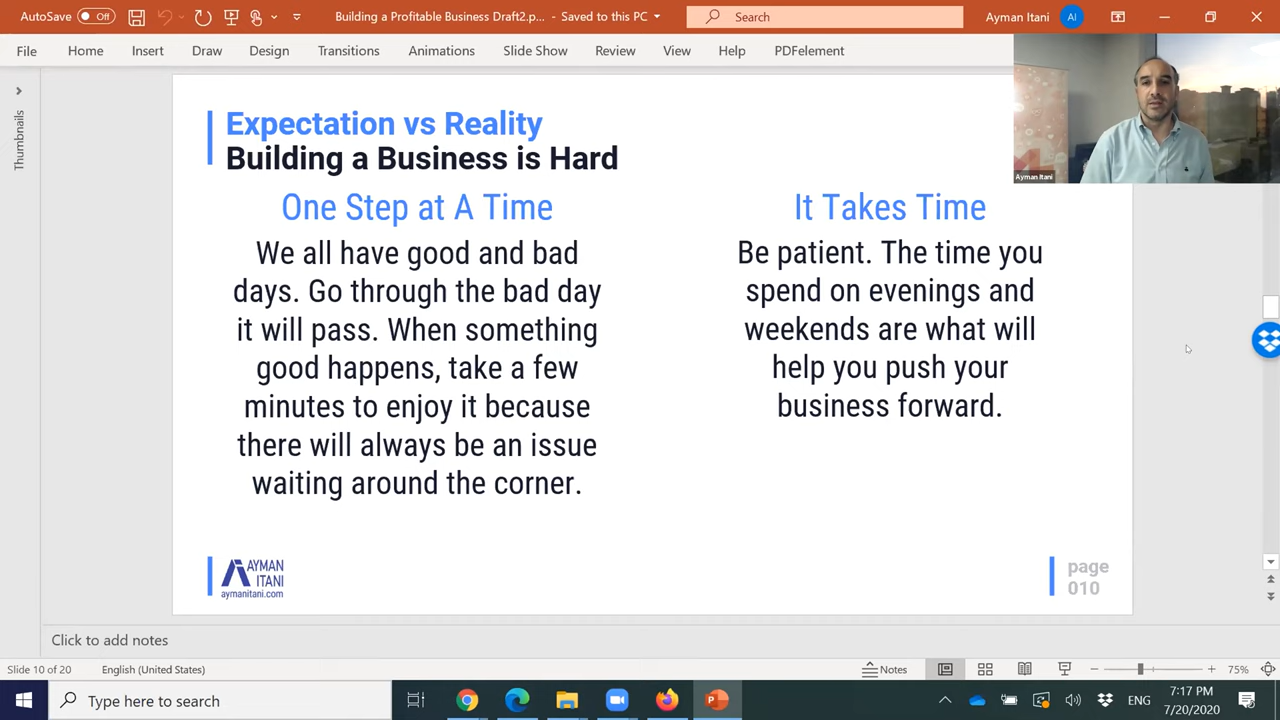 AutoSave Off
Building a Profitable Business Draft2.p... - Saved to this PC
Search
Ayman Itani
AI
File Home Insert Draw Design Transitions Animations Slide Show Review View Help PDFelement
Thumbnails
Ayman Itani
Expectation vs Reality
Building a Business is Hard
One Step at A Time
We all have good and bad
days. Go through the bad day
it will pass. When something
good happens, take a few
minutes to enjoy it because
there will always be an issue
waiting around the corner.
It Takes Time
Be patient. The time you
spend on evenings and
weekends are what will
help you push your
business forward.
AYMAN
ITANI
aymanitani.com
page
010
Click to add notes
Slide 10 of 20 English (United States) Notes 75%
Type here to search
ENG
7:17 PM
7/20/2020